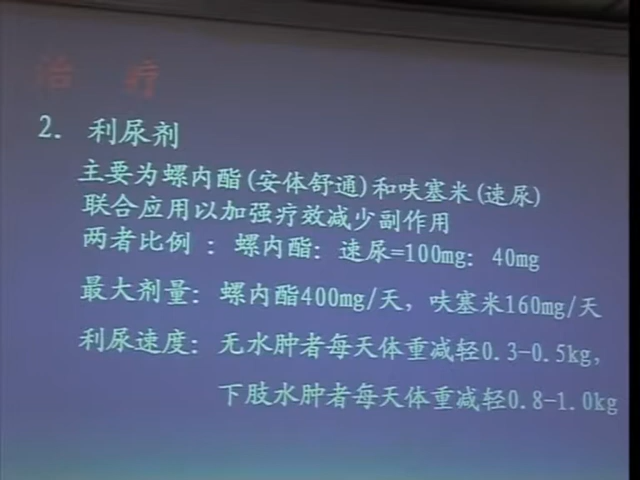 治 疗
2. 利尿剂
主要为螺内酯(安体舒通)和呋塞米(速尿)
联合应用以加强疗效减少副作用
两者比例 ：螺内酯：速尿=100mg：40mg
最大剂量：螺内酯400mg/天，呋塞米160mg/天
利尿速度：无水肿者每天体重减轻0.3-0.5kg，
下肢水肿者每天体重减轻0.8-1.0kg